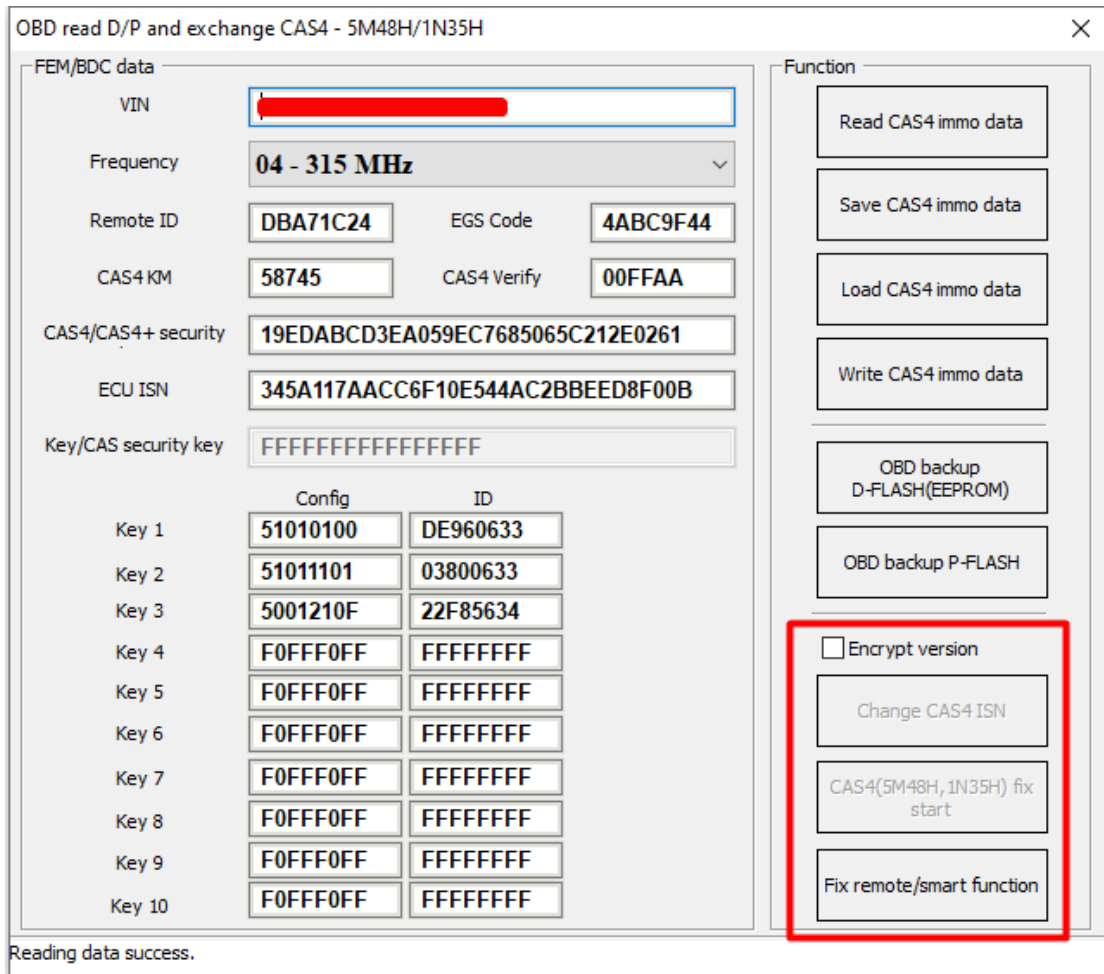 OBD read D/P and exchange CAS4 - 5M48H/1N35H
FEM/BDC data
VIN
Frequency
04 - 315 MHz
Remote ID
DBA71C24
EGS Code
4ABC9F44
CAS4 KM
58745
CAS4 Verify
00FFAA
CAS4/CAS4+ security
19EDABCD3EA059EC7685065C212E0261
ECU ISN
345A117AACC6F10E544AC2BBEED8F00B
Key/CAS security key
FFFFFFFFFFFFFFFF
Config
ID
Key 1
51010100
DE960633
Key 2
51011101
03800633
Key 3
5001210F
22F85634
Key 4
F0FFF0FF
FFFFFFFF
Key 5
F0FFF0FF
FFFFFFFF
Key 6
F0FFF0FF
FFFFFFFF
Key 7
F0FFF0FF
FFFFFFFF
Key 8
F0FFF0FF
FFFFFFFF
Key 9
F0FFF0FF
FFFFFFFF
Key 10
F0FFF0FF
FFFFFFFF
Function
Read CAS4 immo data
Save CAS4 immo data
Load CAS4 immo data
Write CAS4 immo data
OBD backup
D-FLASH(EEPROM)
OBD backup P-FLASH
Encrypt version
Change CAS4 ISN
CAS4(5M48H,1N35H) fix
start
Fix remote/smart function
Reading data success.